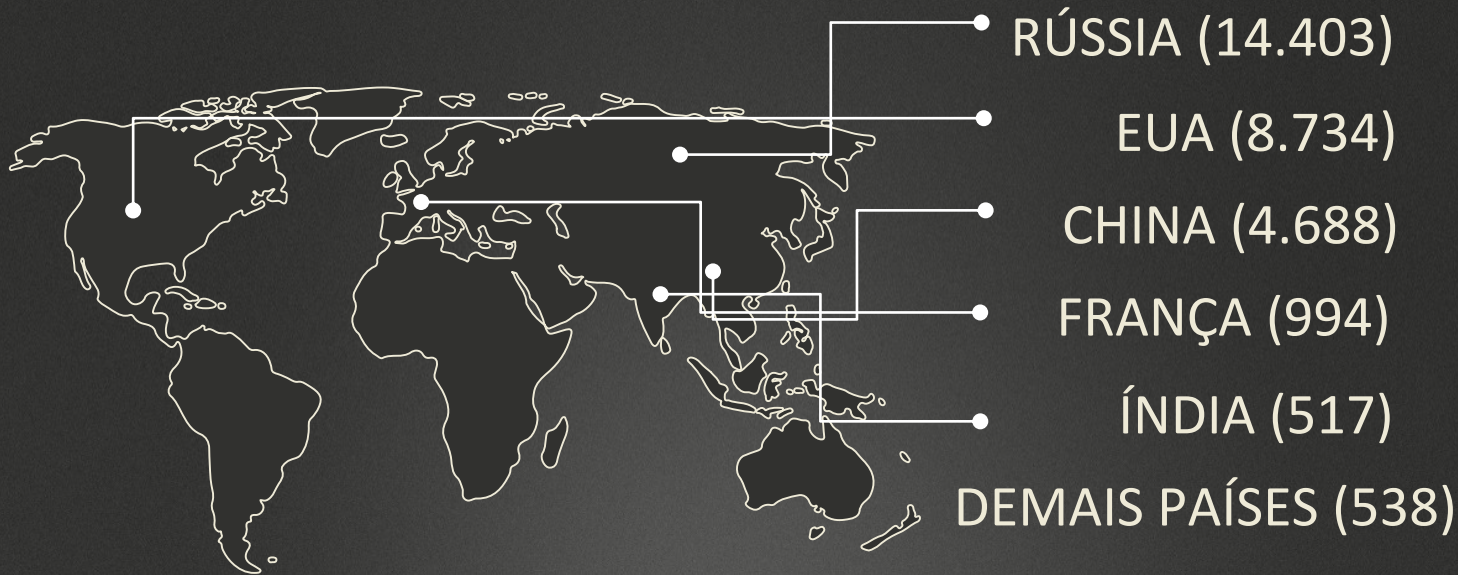 RÚSSIA (14.403)
EUA (8.734)
CHINA (4.688)
FRANÇA (994)
ÍNDIA (517)
DEMAIS PAÍSES (538)